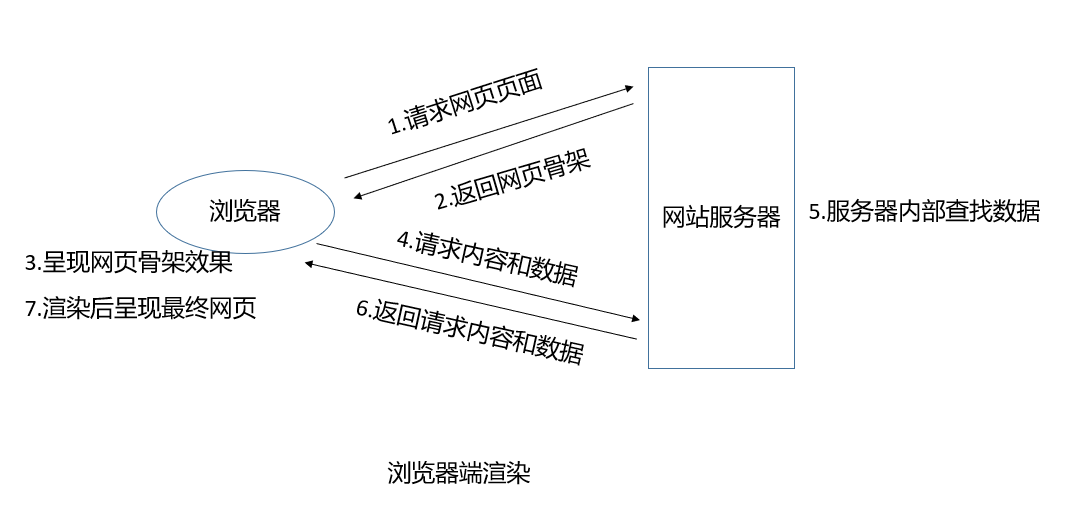 1.请求网页页面
2.返回网页骨架
浏览器
网站服务器
5.服务器内部查找数据
3.呈现网页骨架效果
4.请求内容和数据
7.渲染后呈现最终网页
6.返回请求内容和数据
浏览器端渲染